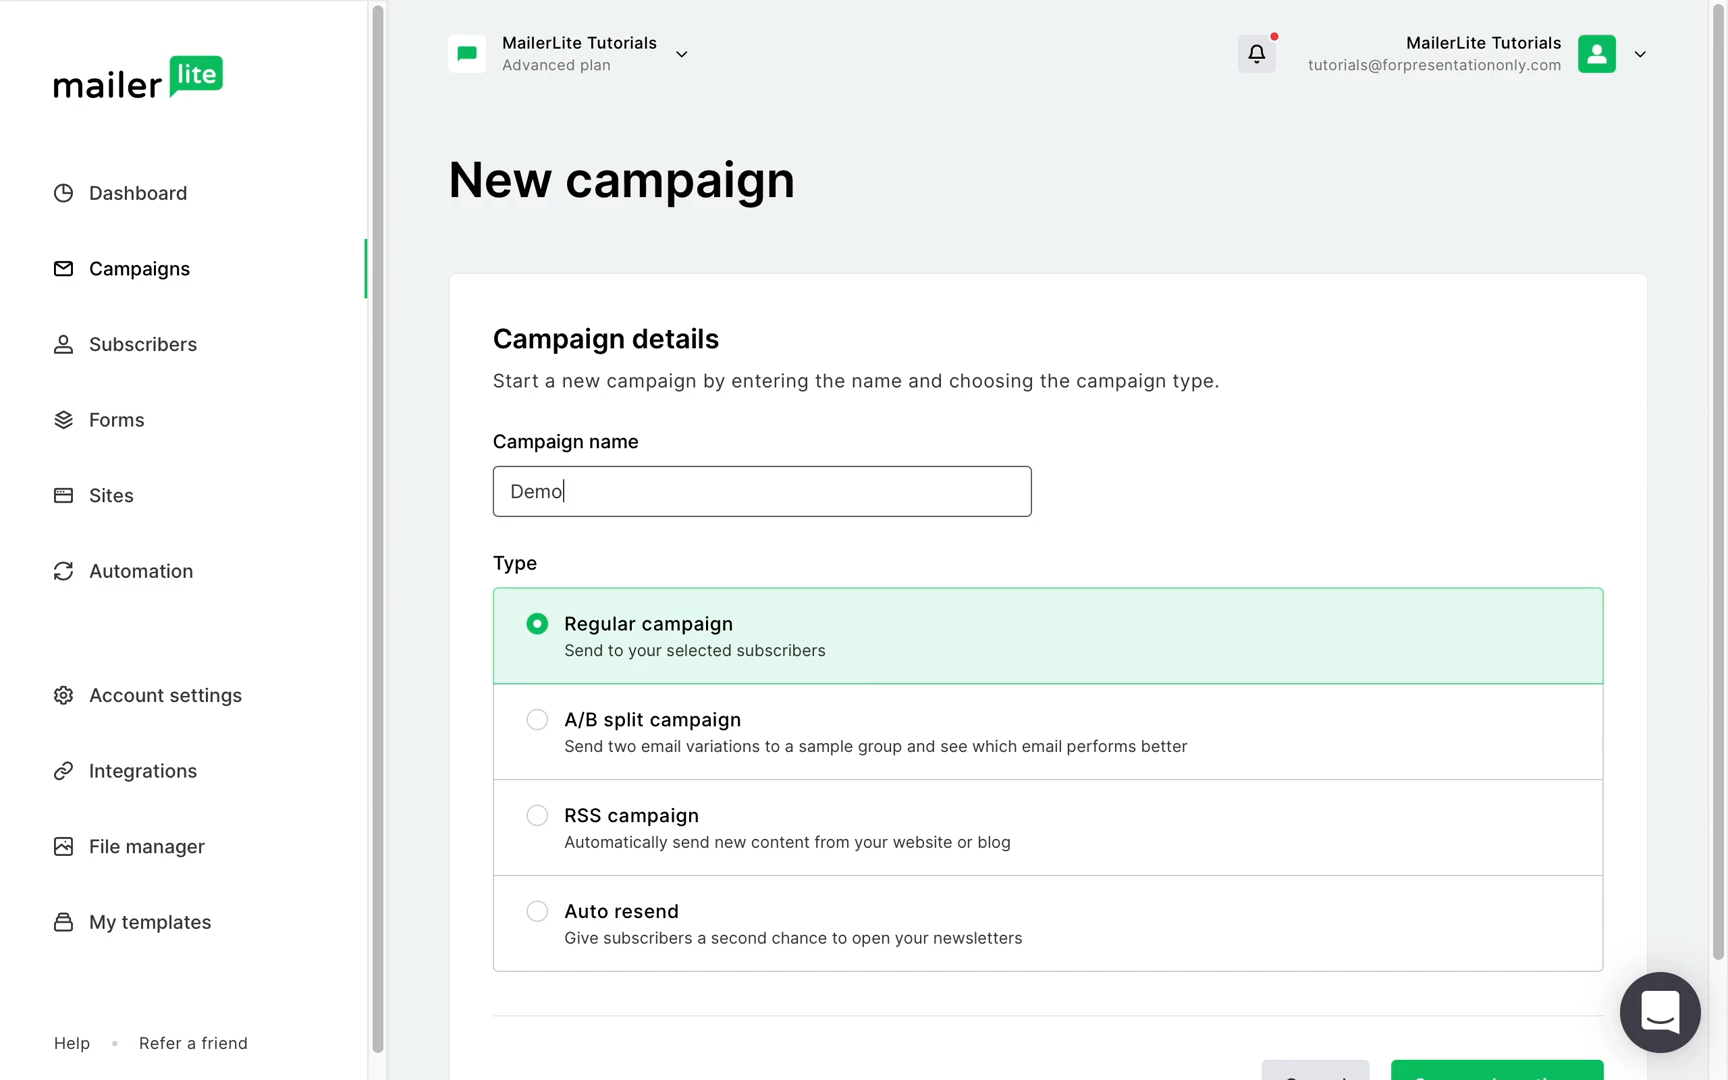 mailer lite
Dashboard
Campaigns
Subscribers
Forms
Sites
Automation
Account settings
Integrations
File manager
My templates
Help • Refer a friend
MailerLite Tutorials
Advanced plan
MailerLite Tutorials
tutorials@forpresentationonly.com
New campaign
Campaign details
Start a new campaign by entering the name and choosing the campaign type.
Campaign name
Demo
Type
Regular campaign
Send to your selected subscribers
A/B split campaign
Send two email variations to a sample group and see which email performs better
RSS campaign
Automatically send new content from your website or blog
Auto resend
Give subscribers a second chance to open your newsletters